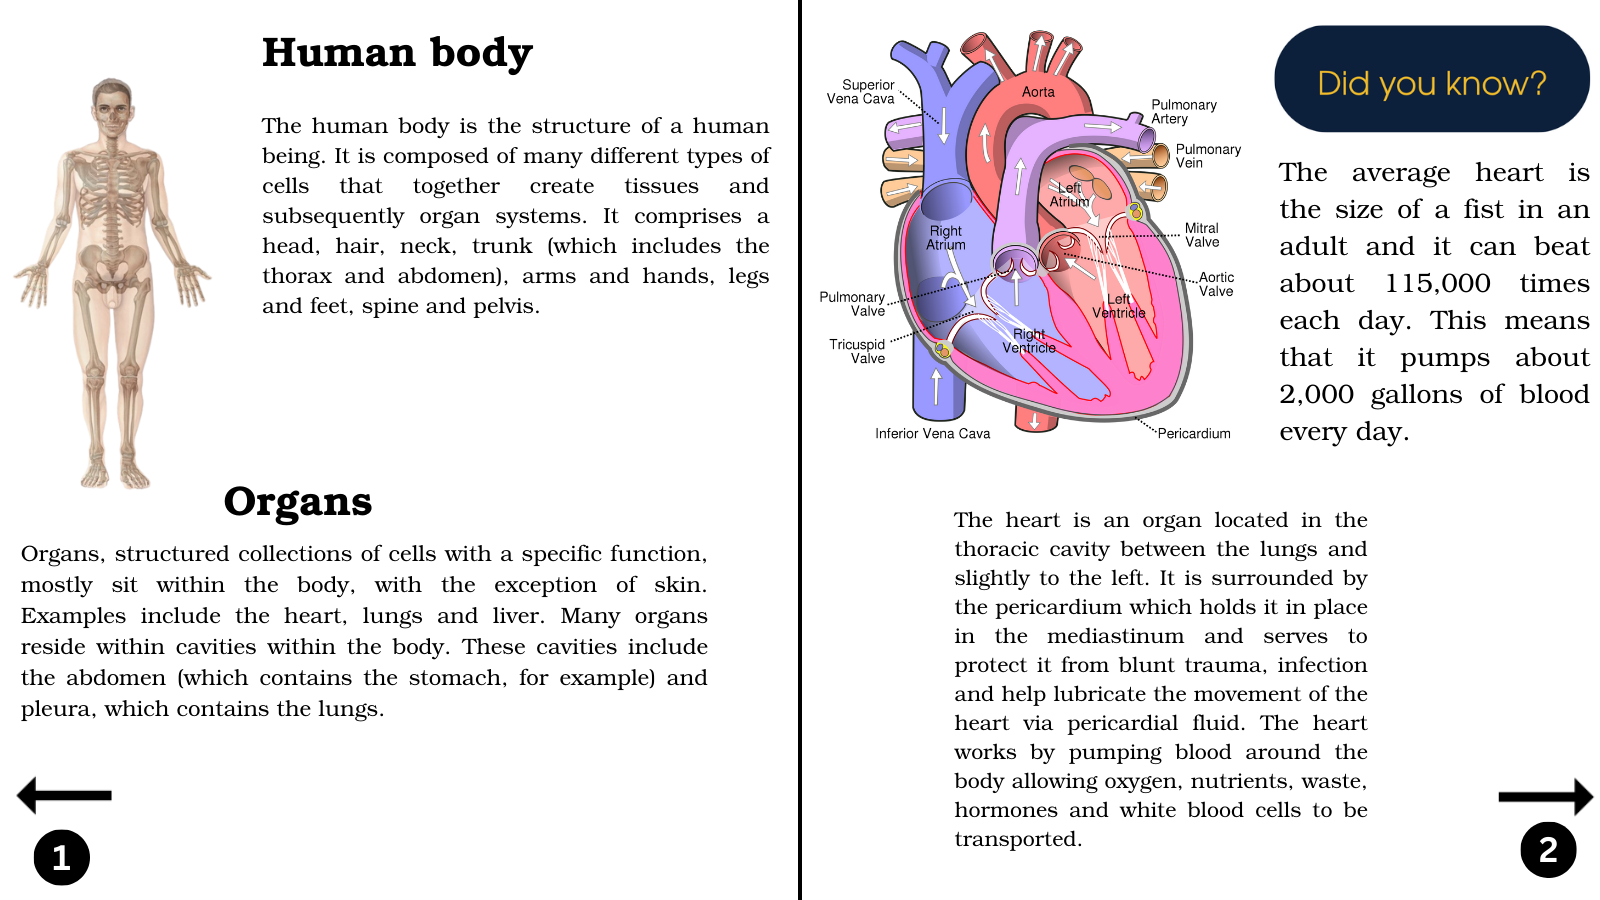 Human body
The human body is the structure of a human
being. It is composed of many different types of
cells that together create tissues and
subsequently organ systems. It comprises a
head, hair, neck, trunk (which includes the
thorax and abdomen), arms and hands, legs
and feet, spine and pelvis.
Organs
Organs, structured collections of cells with a specific function,
mostly sit within the body, with the exception of skin.
Examples include the heart, lungs and liver. Many organs
reside within cavities within the body. These cavities include
the abdomen (which contains the stomach, for example) and
pleura, which contains the lungs.
1
Superior
Vena Cava
Aorta
Pulmonary
Artery
Pulmonary
Vein
Left
Atrium
Right
Atrium
Mitral
Valve
Aortic
Valve
Pulmonary
Valve
Left
Ventricle
Tricuspid
Valve
Right
Ventricle
Inferior Vena Cava
Pericardium
Did you know?
The average heart is
the size of a fist in an
adult and it can beat
about 115,000 times
each day. This means
that it pumps about
2,000 gallons of blood
every day.
The heart is an organ located in the
thoracic cavity between the lungs and
slightly to the left. It is surrounded by
the pericardium which holds it in place
in the mediastinum and serves to
protect it from blunt trauma, infection
and help lubricate the movement of the
heart via pericardial fluid. The heart
works by pumping blood around the
body allowing oxygen, nutrients, waste,
hormones and white blood cells to be
transported.
2